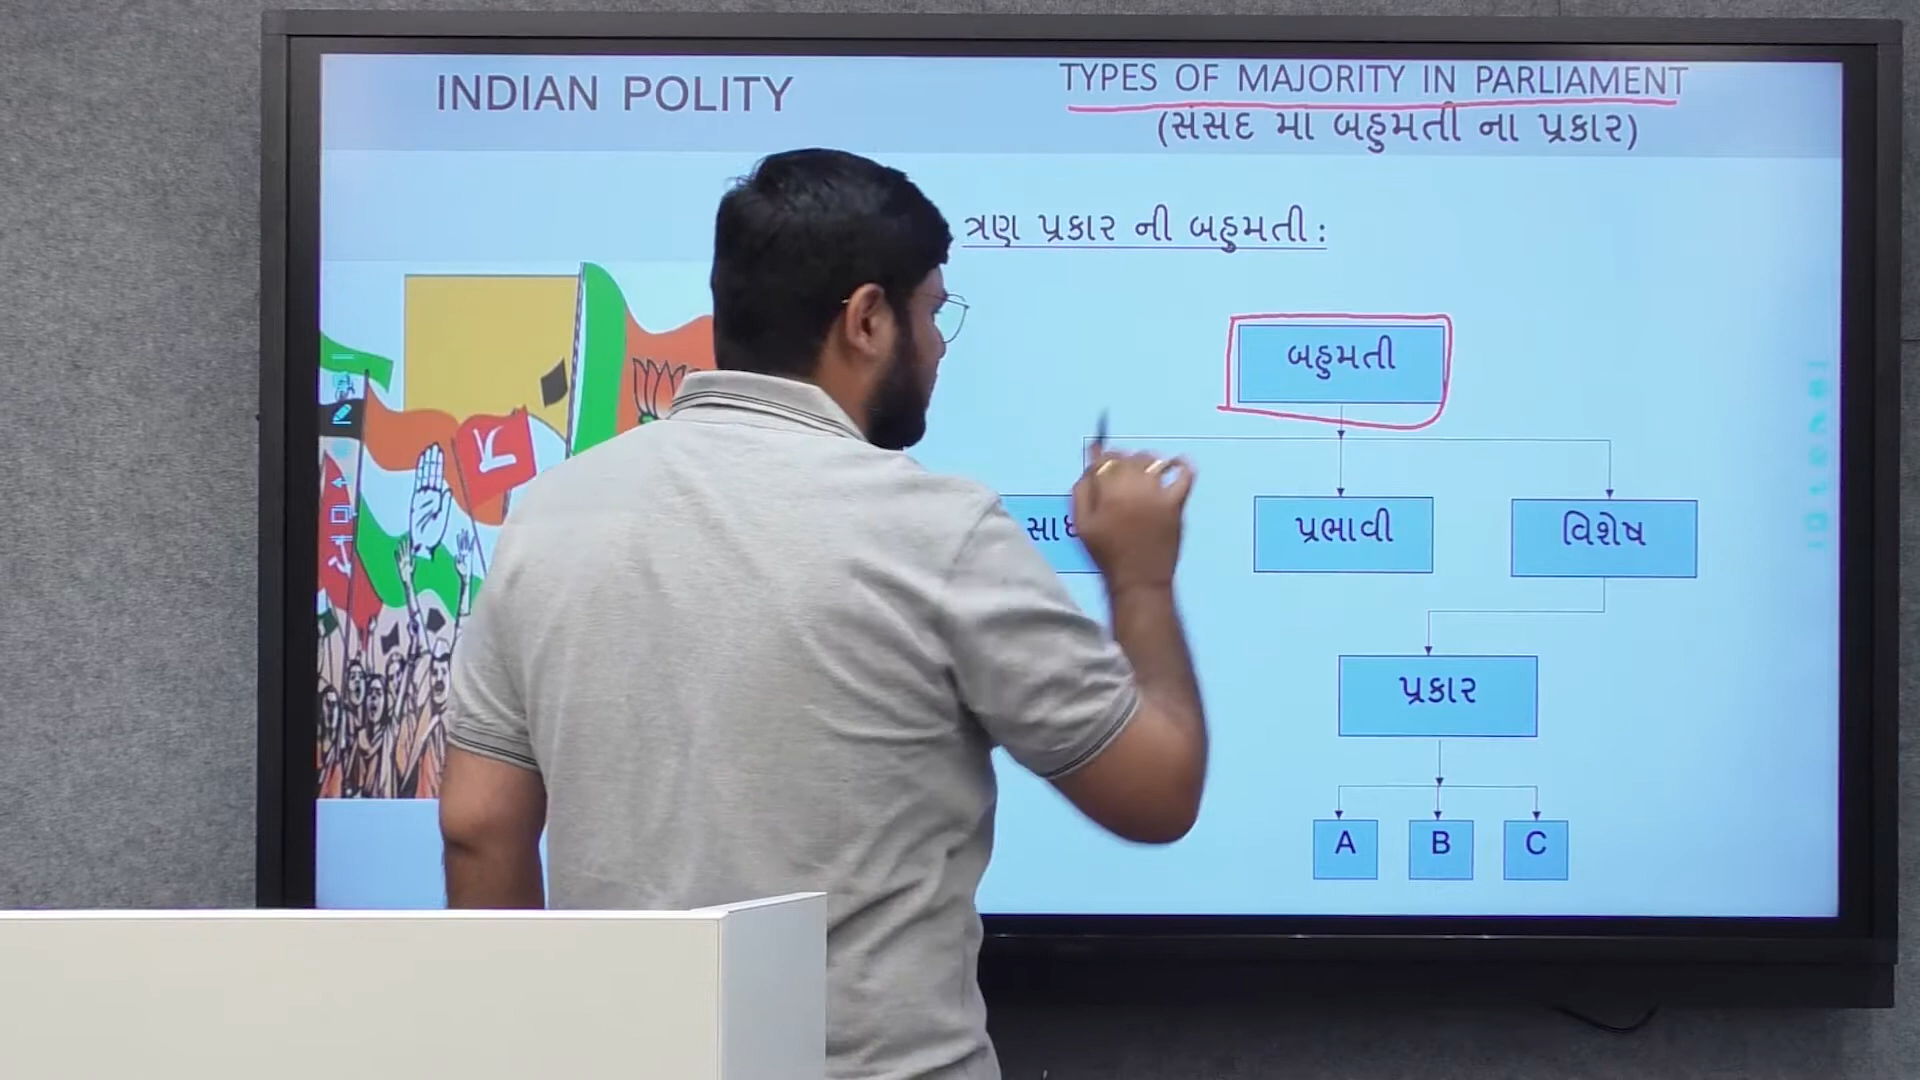 INDIAN POLITY
TYPES OF MAJORITY IN PARLIAMENT
(સંસદ મા બહુમતી ના પ્રકાર)
ત્રણ પ્રકાર ની બહુમતી :
બહુમતી
પ્રભાવી
વિશેષ
પ્રકાર
A
B
C